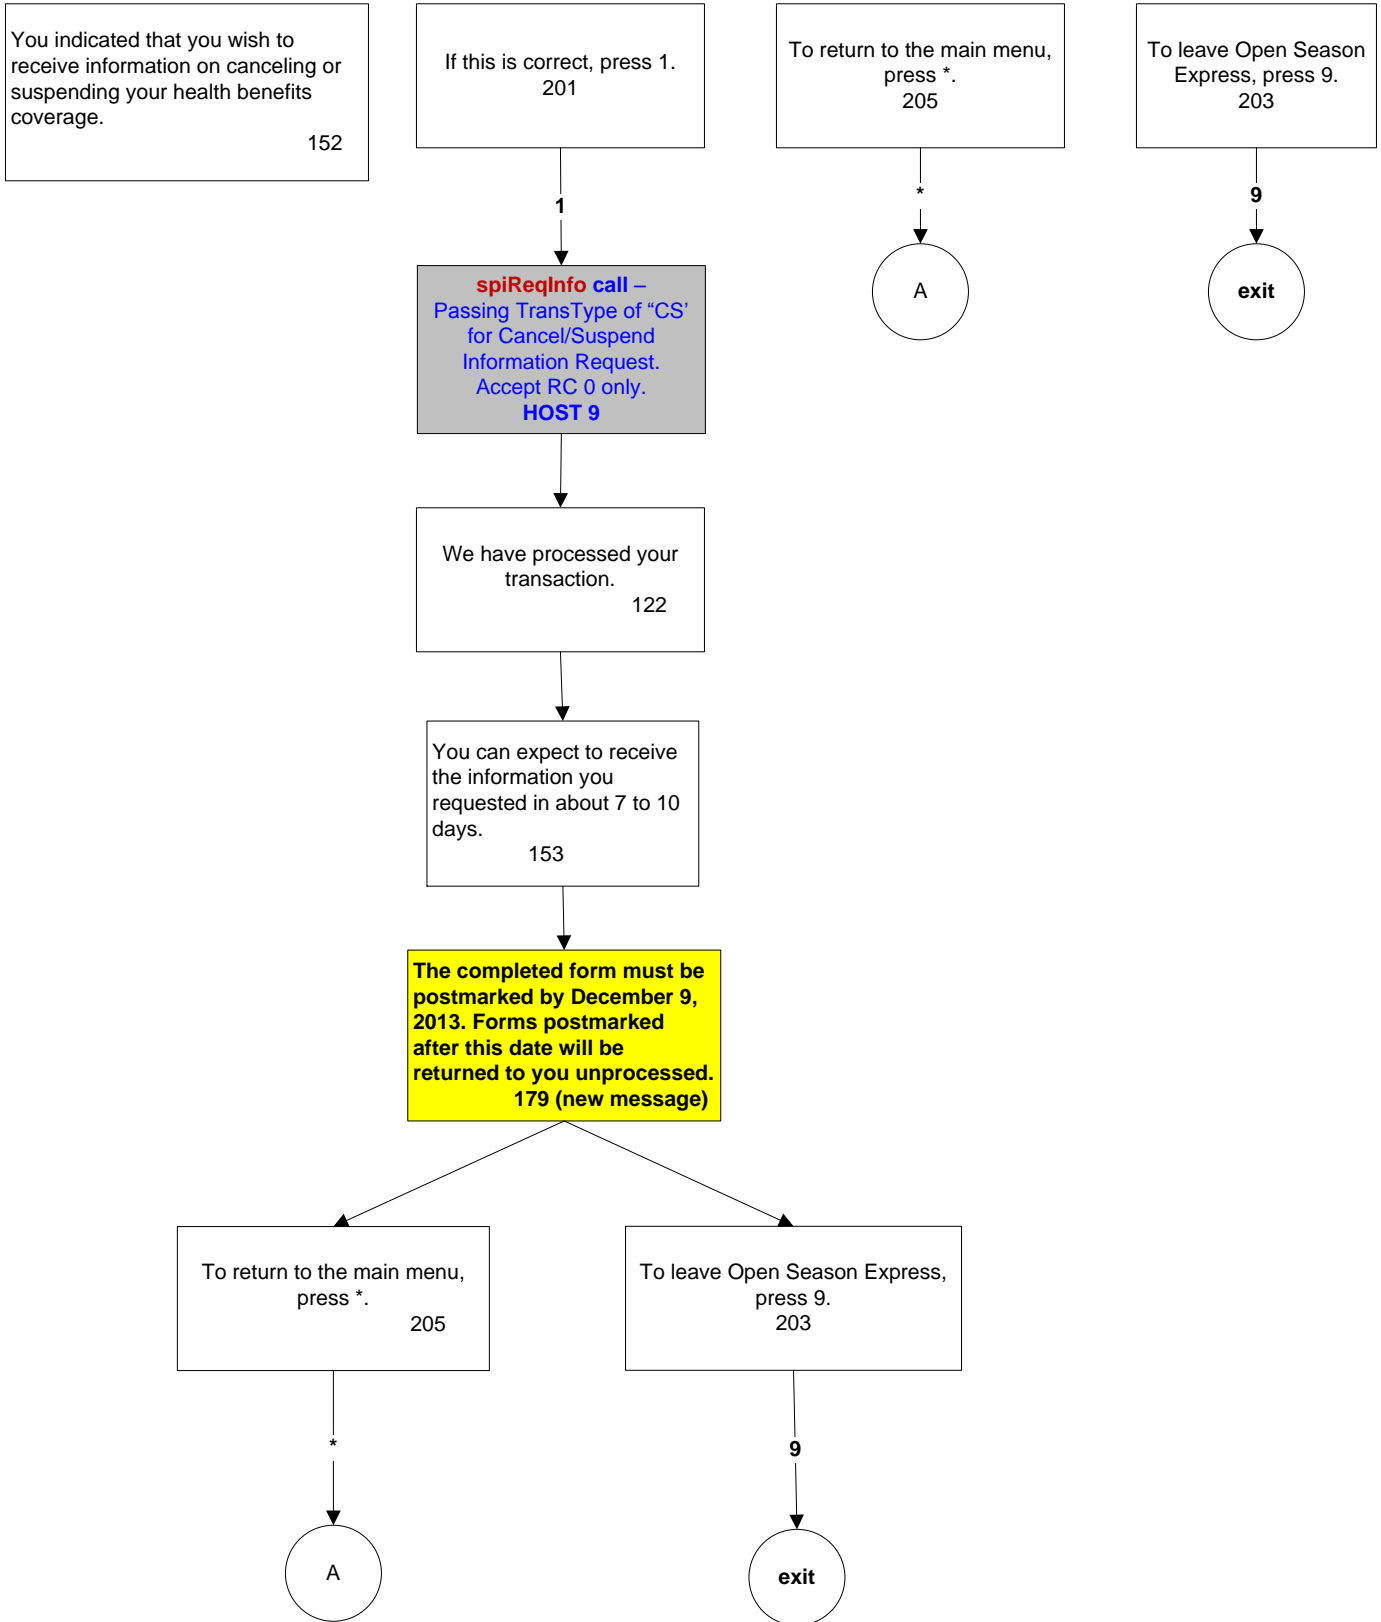 You indicated that you wish to
receive information on canceling or
suspending your health benefits
coverage.
152
If this is correct, press 1.
201
To return to the main menu,
press *.
205
To leave Open Season
Express, press 9.
203
1
*
9
A
exit
spiReqInfo call –
Passing TransType of “CS’
for Cancel/Suspend
Information Request.
Accept RC 0 only.
HOST 9
We have processed your
transaction.
122
You can expect to receive
the information you
requested in about 7 to 10
days.
153
The completed form must be
postmarked by December 9,
2013. Forms postmarked
after this date will be
returned to you unprocessed.
179 (new message)
To return to the main menu,
press *.
205
To leave Open Season Express,
press 9.
203
*
9
A
exit